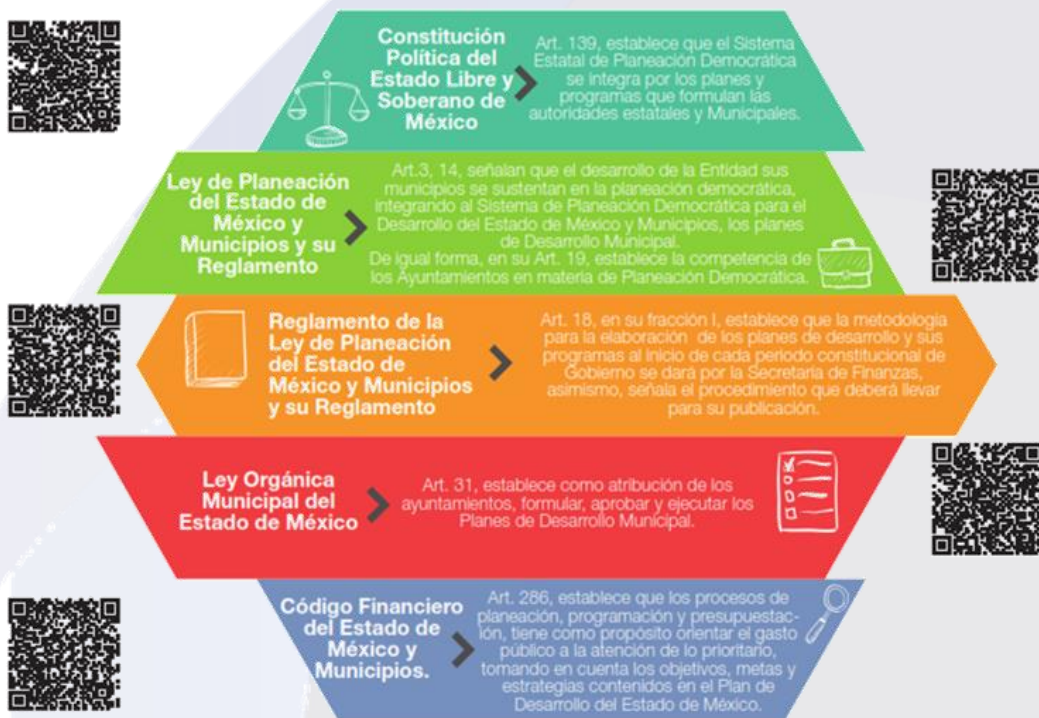 Constitución
Política del
Estado Libre y
Soberano de
México
Art. 139, establece que el Sistema
Estatal de Planeación Democrática
se integra por los planes y
programas que formulan las
autoridades estatales y Municipales.
Ley de Planeación
del Estado de
México y
Municipios y su
Reglamento
Art.3, 14, señalan que el desarrollo de la Entidad sus
municipios se sustentan en la planeación democrática,
integrando al Sistema de Planeación Democrática para el
Desarrollo del Estado de México y Municipios, los planes
de Desarrollo Municipal.
De igual forma, en su Art. 19, establece la competencia de
los Ayuntamientos en materia de Planeación Democrática.
Reglamento de la
Ley de Planeación
del Estado de
México y Municipios
y su Reglamento
Art. 18, en su fracción I, establece que la metodología
para la elaboración de los planes de desarrollo y sus
programas al inicio de cada periodo constitucional de
Gobierno se dará por la Secretaria de Finanzas,
asimismo, señala el procedimiento que deberá llevar
para su publicación.
Ley Orgánica
Municipal del
Estado de México
Art. 31, establece como atribución de los
ayuntamientos, formular, aprobar y ejecutar los
Planes de Desarrollo Municipal.
Código Financiero
del Estado de
México y
Municipios.
Art. 286, establece que los procesos de
planeación, programación y presupuestac-
ión, tiene como propósito orientar el gasto
público a la atención de lo prioritario,
tomando en cuenta los objetivos, metas y
estrategias contenidos en el Plan de
Desarrollo del Estado de México.